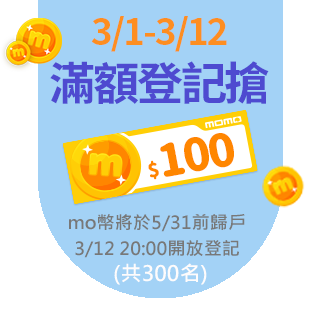 3/1-3/12
滿額登記搶
momo
m
$100
mo幣將於5/31前歸戶
3/12 20:00開放登記
(共300名)